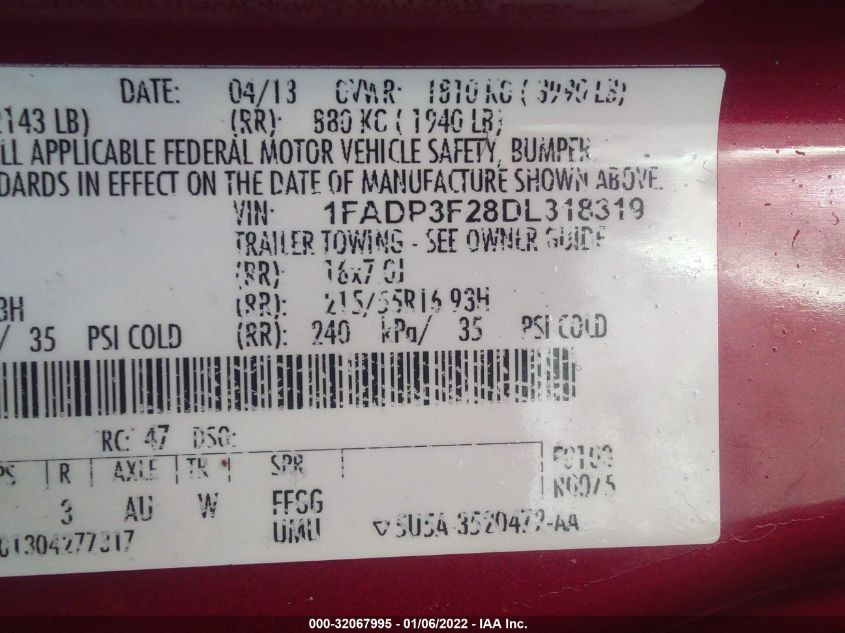 DATE: 04/13 GVWR: 1810 KG ( 3990 LB)
143 LB) (RR): 880 KG ( 1940 LB)
LL APPLICABLE FEDERAL MOTOR VEHICLE SAFETY, BUMPER
DARDS IN EFFECT ON THE DATE OF MANUFACTURE SHOWN ABOVE.
VIN: 1FADP3F28DL318319
TRAILER TOWING - SEE OWNER GUIDE
(RR): 16x7.0J
3H (RR): 215/55R16 93H
/ 35 PSI COLD (RR): 240 kPa/ 35 PSI COLD
RC: 47 DSO:
PS R AXLE TR SPR
3 AU W FFGG
UMU
5U5A-3520472-AA
01304277317
000-32067995 - 01/06/2022 - IAA Inc.